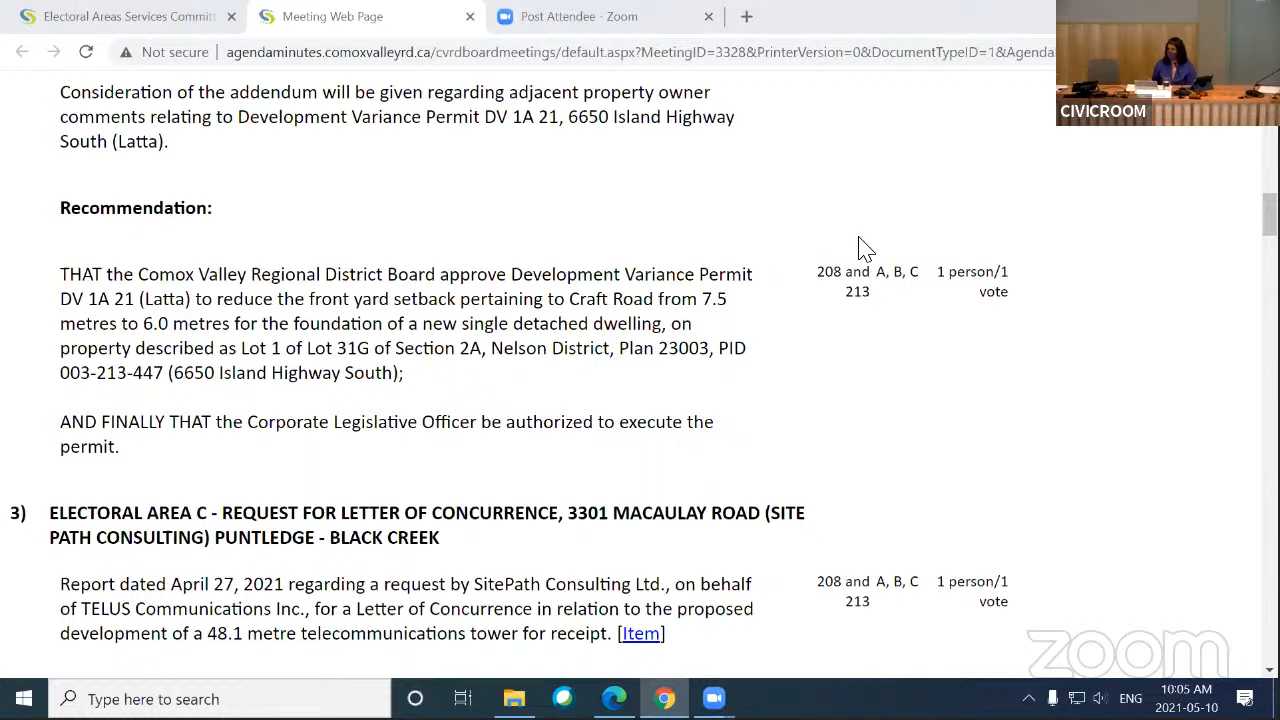 Electoral Areas Services Committ
Meeting Web Page
Post Attendee - Zoom
Not secure
agendaminutes.comoxvalleyrd.ca/cvrdboardmeetings/default.aspx?MeetingID=3328&PrinterVersion=0&DocumentTypeID=1&Agenda
CIVICROOM
Consideration of the addendum will be given regarding adjacent property owner
comments relating to Development Variance Permit DV 1A 21, 6650 Island Highway
South (Latta).
Recommendation:
THAT the Comox Valley Regional District Board approve Development Variance Permit
DV 1A 21 (Latta) to reduce the front yard setback pertaining to Craft Road from 7.5
metres to 6.0 metres for the foundation of a new single detached dwelling, on
property described as Lot 1 of Lot 31G of Section 2A, Nelson District, Plan 23003, PID
003-213-447 (6650 Island Highway South);
208 and A, B, C 1 person/1
213 vote
AND FINALLY THAT the Corporate Legislative Officer be authorized to execute the
permit.
3) ELECTORAL AREA C - REQUEST FOR LETTER OF CONCURRENCE, 3301 MACAULAY ROAD (SITE
PATH CONSULTING) PUNTLEDGE - BLACK CREEK
Report dated April 27, 2021 regarding a request by SitePath Consulting Ltd., on behalf
of TELUS Communications Inc., for a Letter of Concurrence in relation to the proposed
development of a 48.1 metre telecommunications tower for receipt. [Item]
208 and A, B, C 1 person/1
213 vote
zoom
Type here to search
ENG
10:05 AM
2021-05-10